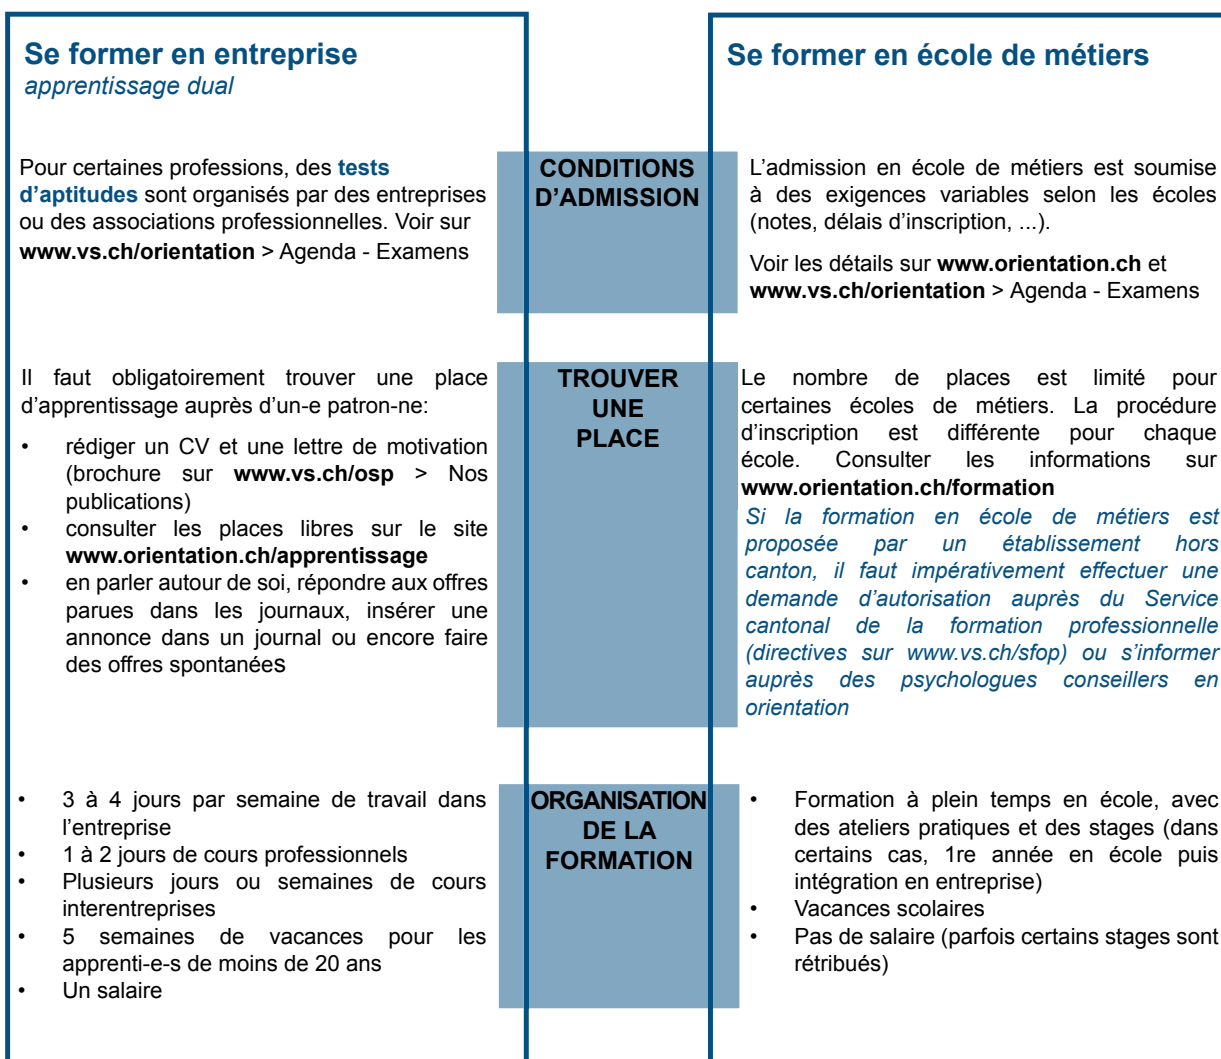 Se former en entreprise
apprentissage dual
Se former en école de métiers
Pour certaines professions, des tests
d'aptitudes sont organisés par des entreprises
ou des associations professionnelles. Voir sur
www.vs.ch/orientation > Agenda - Examens
CONDITIONS
D'ADMISSION
L'admission en école de métiers est soumise
à des exigences variables selon les écoles
(notes, délais d'inscription, ...).
Voir les détails sur www.orientation.ch et
www.vs.ch/orientation > Agenda - Examens
Il faut obligatoirement trouver une place
d'apprentissage auprès d'un-e patron-ne:
• rédiger un CV et une lettre de motivation
(brochure sur www.vs.ch/osp > Nos
publications)
• consulter les places libres sur le site
www.orientation.ch/apprentissage
• en parler autour de soi, répondre aux offres
parues dans les journaux, insérer une
annonce dans un journal ou encore faire
des offres spontanées
TROUVER
UNE
PLACE
Le nombre de places est limité pour
certaines écoles de métiers. La procédure
d'inscription est différente pour chaque
école. Consulter les informations sur
www.orientation.ch/formation
Si la formation en école de métiers est
proposée par un établissement hors
canton, il faut impérativement effectuer une
demande d'autorisation auprès du Service
cantonal de la formation professionnelle
(directives sur www.vs.ch/sfop) ou s'informer
auprès des psychologues conseillers en
orientation
• 3 à 4 jours par semaine de travail dans
l'entreprise
• 1 à 2 jours de cours professionnels
• Plusieurs jours ou semaines de cours
interentreprises
• 5 semaines de vacances pour les
apprenti-e-s de moins de 20 ans
• Un salaire
ORGANISATION
DE LA
FORMATION
• Formation à plein temps en école, avec
des ateliers pratiques et des stages (dans
certains cas, 1re année en école puis
intégration en entreprise)
• Vacances scolaires
• Pas de salaire (parfois certains stages sont
rétribués)